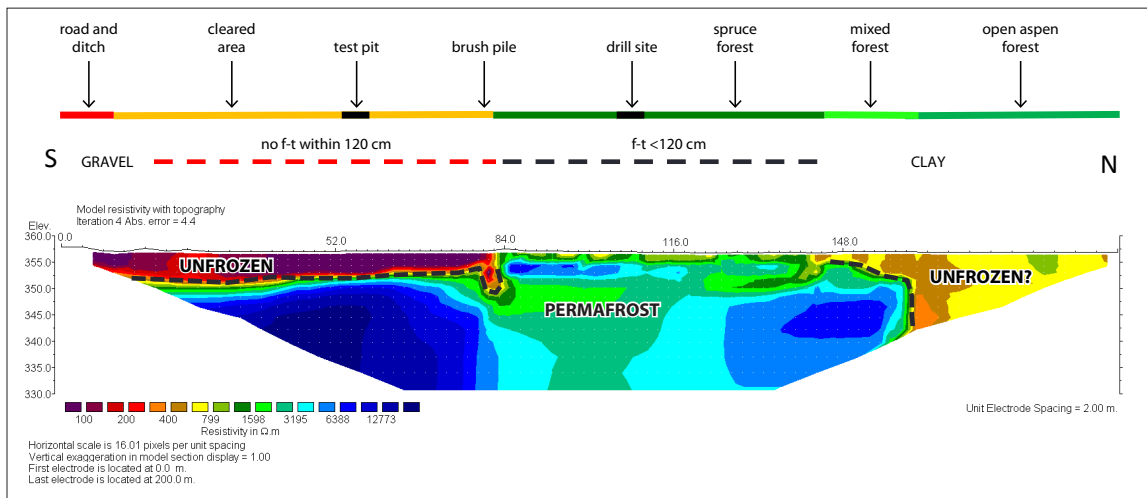 road and
ditch
cleared
area
test pit
brush pile
drill site
spruce
forest
mixed
forest
open aspen
forest
no f-t within 120 cm
f-t <120 cm
S
GRAVEL
CLAY
N
Model resistivity with topography
Iteration 4 Abs. error = 4.4
Elev.
0.0
52.0
84.0
116.0
148.0
360.0
355.0
350.0
345.0
340.0
335.0
330.0
UNFROZEN
PERMAFROST
UNFROZEN?
100 200 400 799 1598 3195 6388 12773
Resistivity in Ω.m
Unit Electrode Spacing = 2.00 m.
Horizontal scale is 16.01 pixels per unit spacing
Vertical exaggeration in model section display = 1.00
First electrode is located at 0.0 m.
Last electrode is located at 200.0 m.